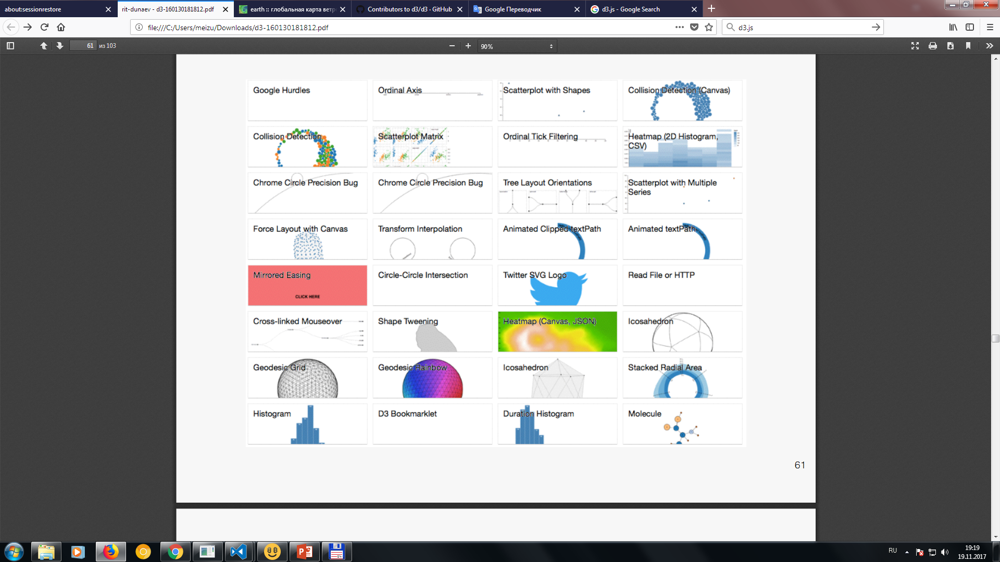 about:sessionrestore
rit-dunaev - d3-160130181812.pdf
earth :: глобальная карта ветр
Contributors to d3/d3 · GitHub
Google Переводчик
d3.js - Google Search
file:///C:/Users/meizu/Downloads/d3-160130181812.pdf
d3.js
61 из 103
90%
Google Hurdles
Ordinal Axis
Scatterplot with Shapes
Collision Detection (Canvas)
Collision Detection
Scatterplot Matrix
Ordinal Tick Filtering
Heatmap (2D Histogram,
CSV)
Chrome Circle Precision Bug
Chrome Circle Precision Bug
Tree Layout Orientations
Scatterplot with Multiple
Series
Force Layout with Canvas
Transform Interpolation
Animated Clipped textPath
Animated textPath
Mirrored Easing
CLICK HERE
Circle-Circle Intersection
Twitter SVG Logo
Read File or HTTP
Cross-linked Mouseover
Shape Tweening
Heatmap (Canvas, JSON)
Icosahedron
Geodesic Grid
Geodesic Rainbow
Icosahedron
Stacked Radial Area
Histogram
D3 Bookmarklet
Duration Histogram
Molecule
61
RU
19:19
19.11.2017